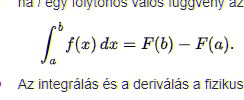 ha f egy folytonos valós függvény az
∫_a^b f(x) dx = F(b) − F(a).
Az integrálás és a deriválás a fizikus